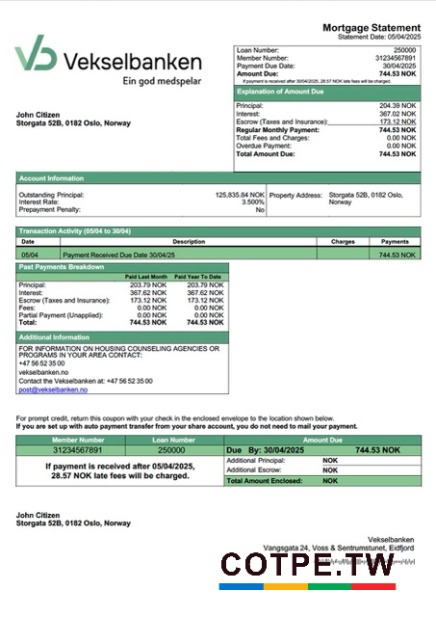 Mortgage Statement
Statement Date: 05/04/2025
Vekselbanken
Ein god medspelar
Loan Number: 250000
Member Number: 31234567891
Payment Due Date: 30/04/2025
Amount Due: 744.53 NOK
If payment is received after 30/04/2025, 28.57 NOK late fees will be charged.
Explanation of Amount Due
Principal: 204.39 NOK
Interest: 367.02 NOK
Escrow (Taxes and Insurance): 173.12 NOK
Regular Monthly Payment: 744.53 NOK
Total Fees and Charges: 0.00 NOK
Overdue Payment: 0.00 NOK
Total Amount Due: 744.53 NOK
John Citizen
Storgata 52B, 0182 Oslo, Norway
Account Information
Outstanding Principal: 125,835.84 NOK
Interest Rate: 3.500%
Prepayment Penalty: No
Property Address: Storgata 52B, 0182 Oslo,
Norway
Transaction Activity (05/04 to 30/04)
Date Description Charges Payments
05/04 Payment Received Due Date 30/04/25 744.53 NOK
Past Payments Breakdown
Paid Last Month Paid Year To Date
Principal: 203.79 NOK 203.79 NOK
Interest: 367.62 NOK 367.62 NOK
Escrow (Taxes and Insurance): 173.12 NOK 173.12 NOK
Fees: 0.00 NOK 0.00 NOK
Partial Payment (Unapplied): 0.00 NOK 0.00 NOK
Total: 744.53 NOK 744.53 NOK
Additional Information
FOR INFORMATION ON HOUSING COUNSELING AGENCIES OR
PROGRAMS IN YOUR AREA CONTACT:
+47 56 52 35 00
vekselbanken.no
Contact the Vekselbanken at: +47 56 52 35 00
post@vekselbanken.no
For prompt credit, return this coupon with your check in the enclosed envelope to the location shown below.
If you are set up with auto payment transfer from your share account, you do not need to mail your payment.
Member Number Loan Number Amount Due
31234567891 250000 Due By: 30/04/2025 744.53 NOK
If payment is received after 05/04/2025,
28.57 NOK late fees will be charged.
Additional Principal: NOK
Additional Escrow: NOK
Total Amount Enclosed: NOK
John Citizen
Storgata 52B, 0182 Oslo, Norway
Vekselbanken
Vangsgata 24, Voss & Sentrumstunet, Eidfjord
COTPE.TW